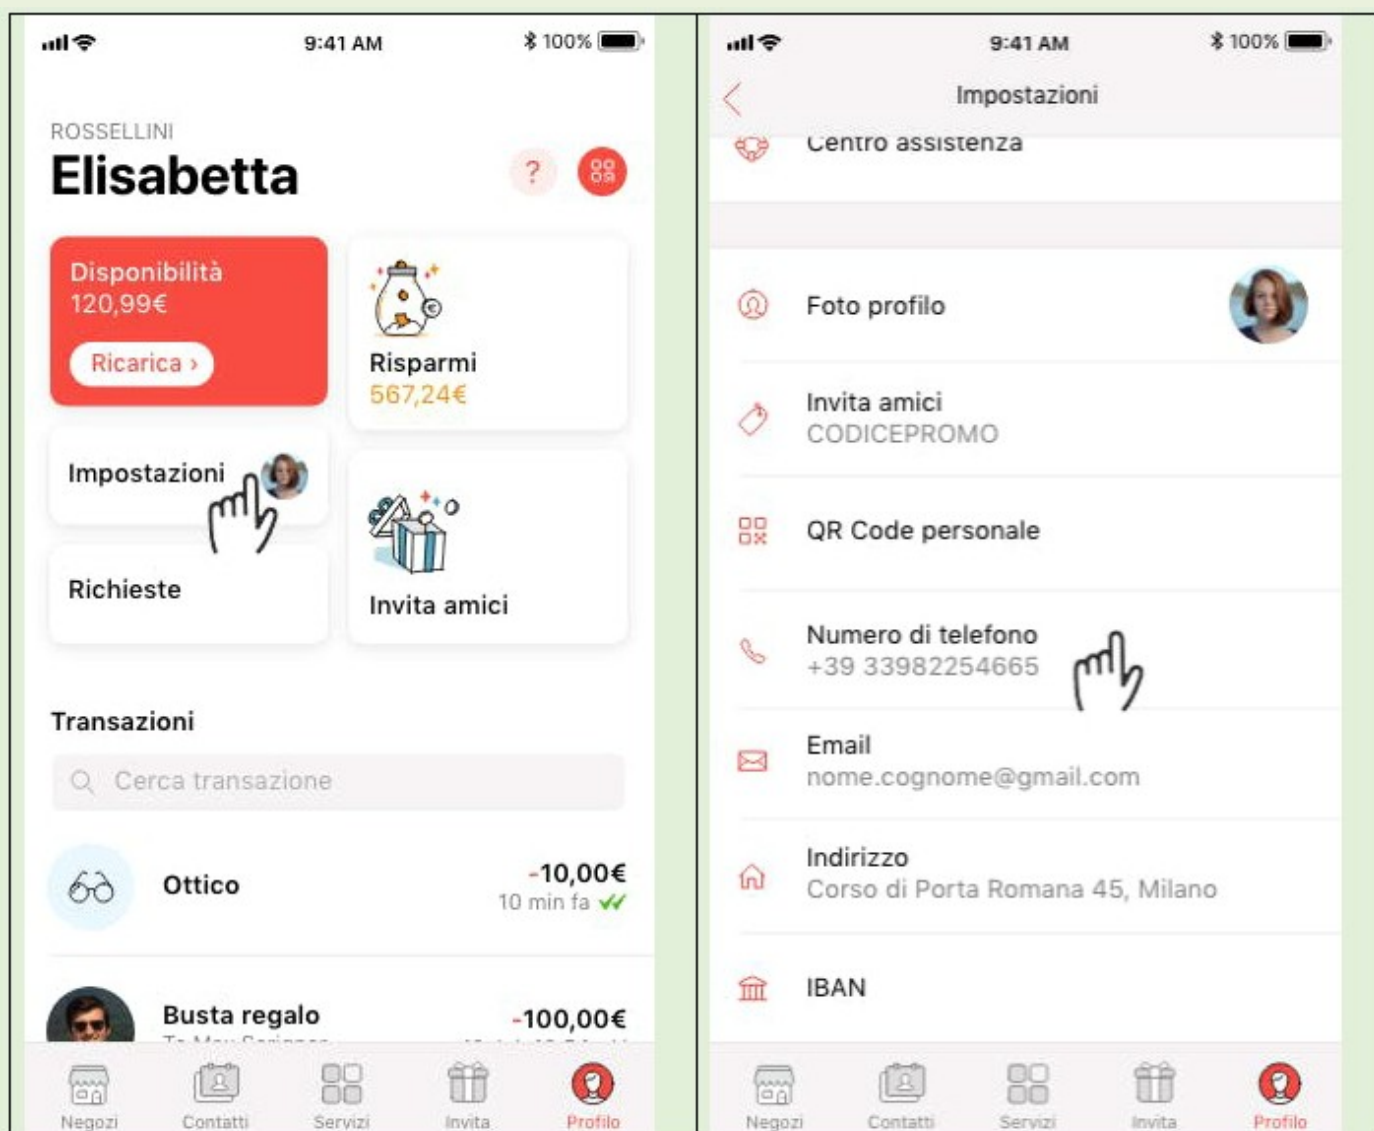 9:41 AM
100%
ROSSELLINI
Elisabetta
?
Disponibilità
120,99€
Ricarica ›
Risparmi
567,24€
Impostazioni
Richieste
Invita amici
Transazioni
Cerca transazione
Ottico
-10,00€
10 min fa
Busta regalo
-100,00€
Negozi
Contatti
Servizi
Invita
Profilo
9:41 AM
100%
Impostazioni
Centro assistenza
Foto profilo
Invita amici
CODICEPROMO
QR Code personale
Numero di telefono
+39 33982254665
Email
nome.cognome@gmail.com
Indirizzo
Corso di Porta Romana 45, Milano
IBAN
Negozi
Contatti
Servizi
Invita
Profilo